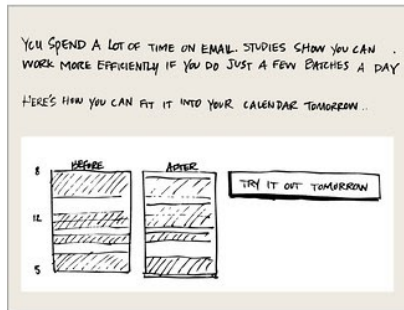 YOU SPEND A LOT OF TIME ON EMAIL. STUDIES SHOW YOU CAN
WORK MORE EFFICIENTLY IF YOU DO JUST A FEW BATCHES A DAY
HERE'S HOW YOU CAN FIT IT INTO YOUR CALENDAR TOMORROW..
BEFORE AFTER
8
TRY IT OUT TOMORROW
12
5